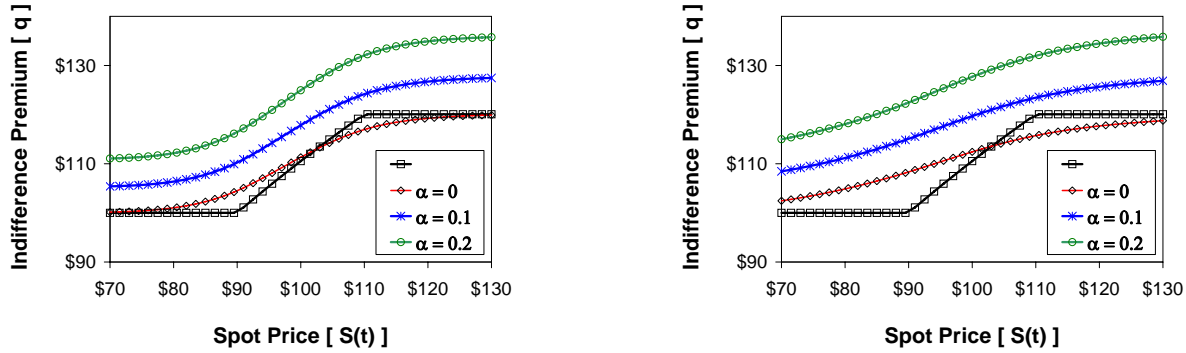 Indifference Premium [ q ]
$130
$110
$90
α = 0
α = 0.1
α = 0.2
$70 $80 $90 $100 $110 $120 $130
Spot Price [ S(t) ]
Indifference Premium [ q ]
$130
$110
$90
α = 0
α = 0.1
α = 0.2
$70 $80 $90 $100 $110 $120 $130
Spot Price [ S(t) ]